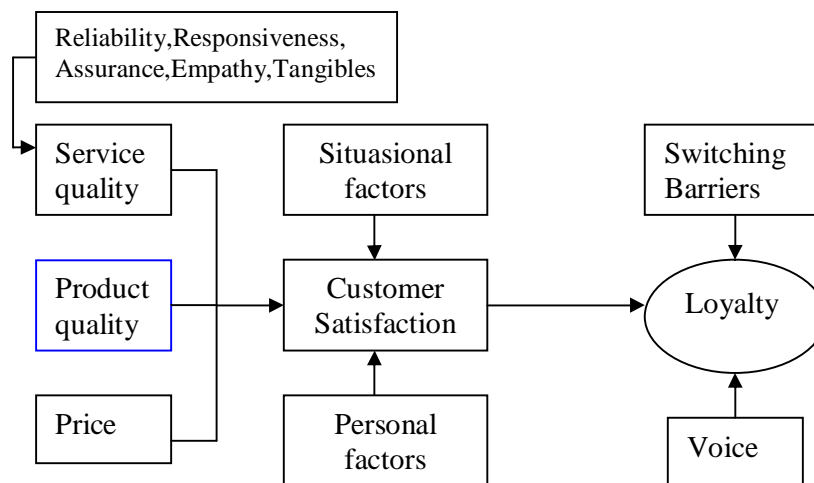 Reliability,Responsiveness,
Assurance,Empathy,Tangibles
Service
quality
Situasional
factors
Switching
Barriers
Product
quality
Customer
Satisfaction
Loyalty
Price
Personal
factors
Voice